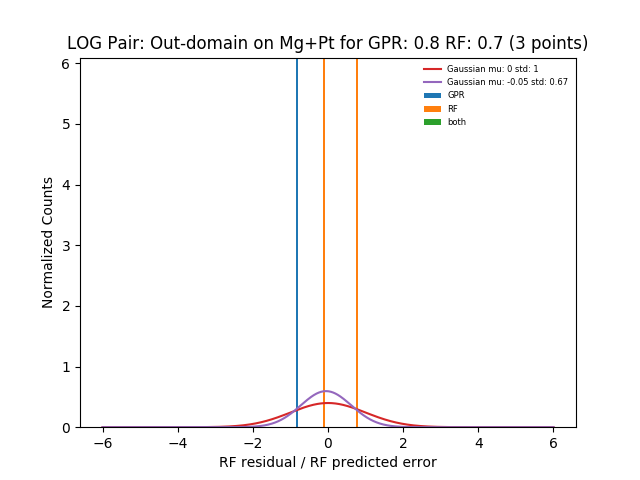 LOG Pair: Out-domain on Mg+Pt for GPR: 0.8 RF: 0.7 (3 points)
Gaussian mu: 0 std: 1
Gaussian mu: -0.05 std: 0.67
GPR
RF
both
Normalized Counts
6
5
4
3
2
1
0
−6 −4 −2 0 2 4 6
RF residual / RF predicted error